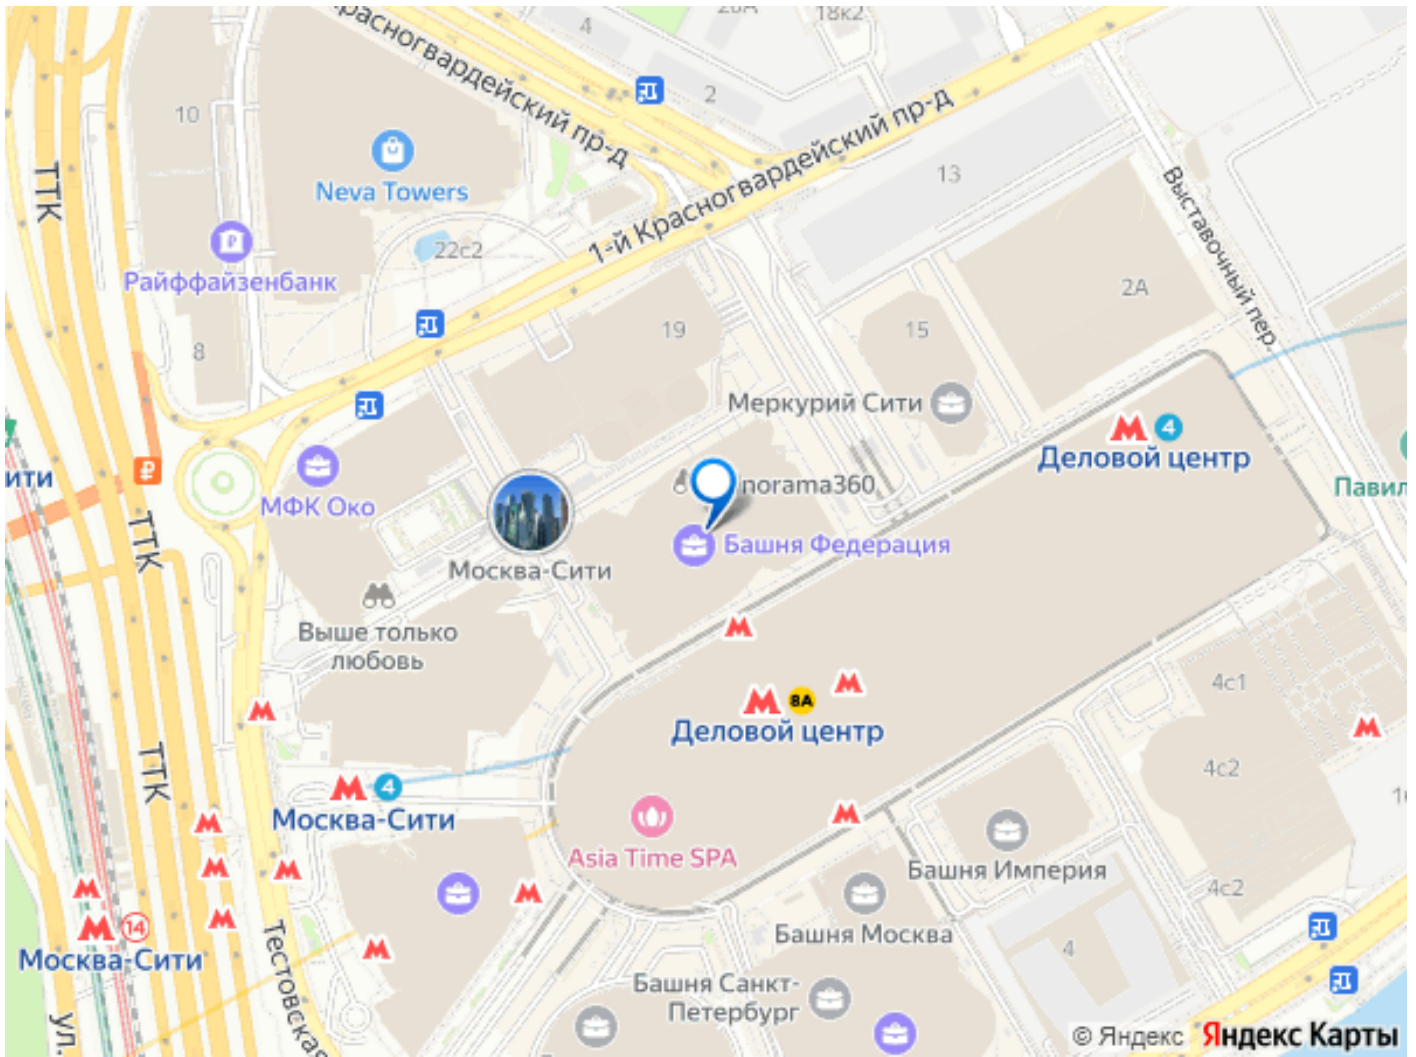 Красногвардейский пр-д
4
18к2
10
2
1-й Красногвардейский пр-д
13
ТТК
Neva Towers
Выставочный пер.
22с2
Райффайзенбанк
2А
19
15
8
Меркурий Сити
4
Деловой центр
ити
МФК Око
norama360
Павил
Башня Федерация
ТТК
Москва-Сити
Выше только
любовь
4с1
8А
Деловой центр
4с2
ТТК
4
Москва-Сити
Asia Time SPA
Башня Империя
4с2
14
Москва-Сити
Башня Москва
4
Тестовская
Башня Санкт-
Петербург
ул.
© Яндекс Яндекс Карты